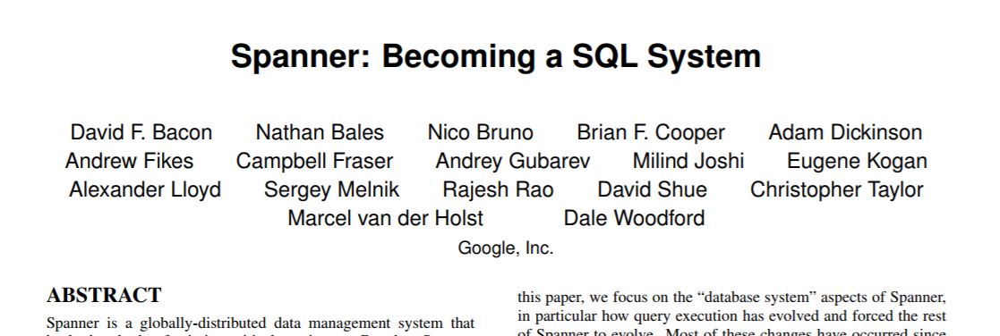 Spanner: Becoming a SQL System
David F. Bacon Nathan Bales Nico Bruno Brian F. Cooper Adam Dickinson
Andrew Fikes Campbell Fraser Andrey Gubarev Milind Joshi Eugene Kogan
Alexander Lloyd Sergey Melnik Rajesh Rao David Shue Christopher Taylor
Marcel van der Holst Dale Woodford
Google, Inc.
ABSTRACT
Spanner is a globally-distributed data management system that
this paper, we focus on the “database system” aspects of Spanner,
in particular how query execution has evolved and forced the rest
of Spanner to evolve. Most of these changes have occurred since